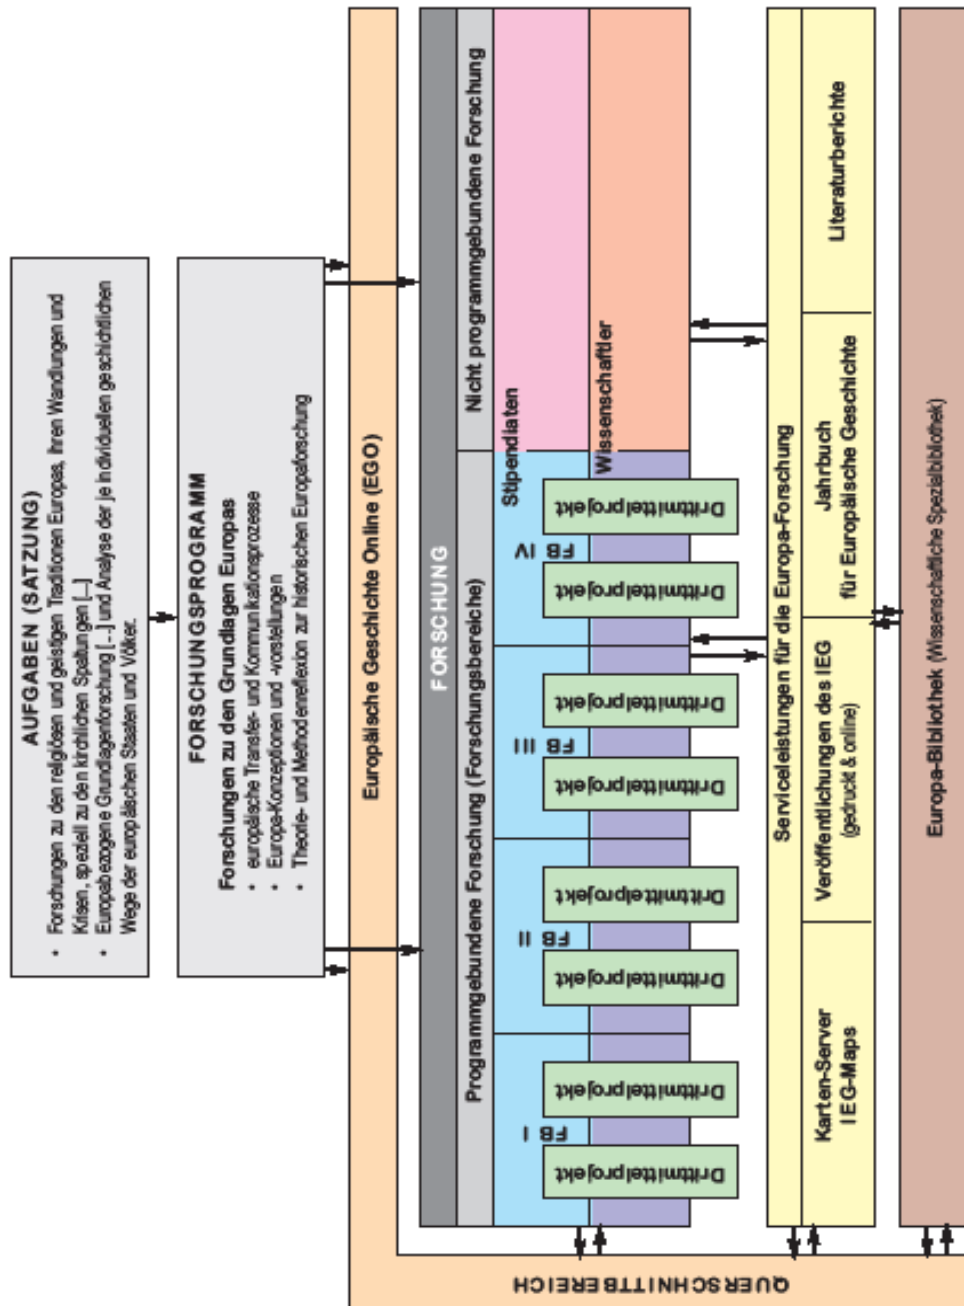 AUFGABEN (SATZUNG)
• Forschungen zu den religiösen und geistigen Traditionen Europas, ihren Wandlungen und
Krisen, speziell zu den kirchlichen Spaltungen [...]
• Europabezogene Grundlagenforschung [...] und Analyse der je individuellen geschichtlichen
Wege der europäischen Staaten und Völker.
FORSCHUNGSPROGRAMM
Forschungen zu den Grundlagen Europas
• europäische Transfer- und Kommunikationsprozesse
• Europa-Konzeptionen und -vorstellungen
• Theorie- und Methodenreflexion zur historischen Europaforschung
Europäische Geschichte Online (EGO)
QUERSCHNITTBEREICH
FORSCHUNG
Programmgebundene Forschung (Forschungsbereiche)
Nicht programmgebundene Forschung
Stipendiaten
Wissenschaftler
FB I
Drittmittelprojekt
Drittmittelprojekt
FB II
Drittmittelprojekt
Drittmittelprojekt
FB III
Drittmittelprojekt
Drittmittelprojekt
FB IV
Drittmittelprojekt
Drittmittelprojekt
Serviceleistungen für die Europa-Forschung
Karten-Server
IEG-Maps
Veröffentlichungen des IEG
(gedruckt & online)
Jahrbuch
für Europäische Geschichte
Literaturberichte
Europa-Bibliothek (Wissenschaftliche Spezialbibliothek)